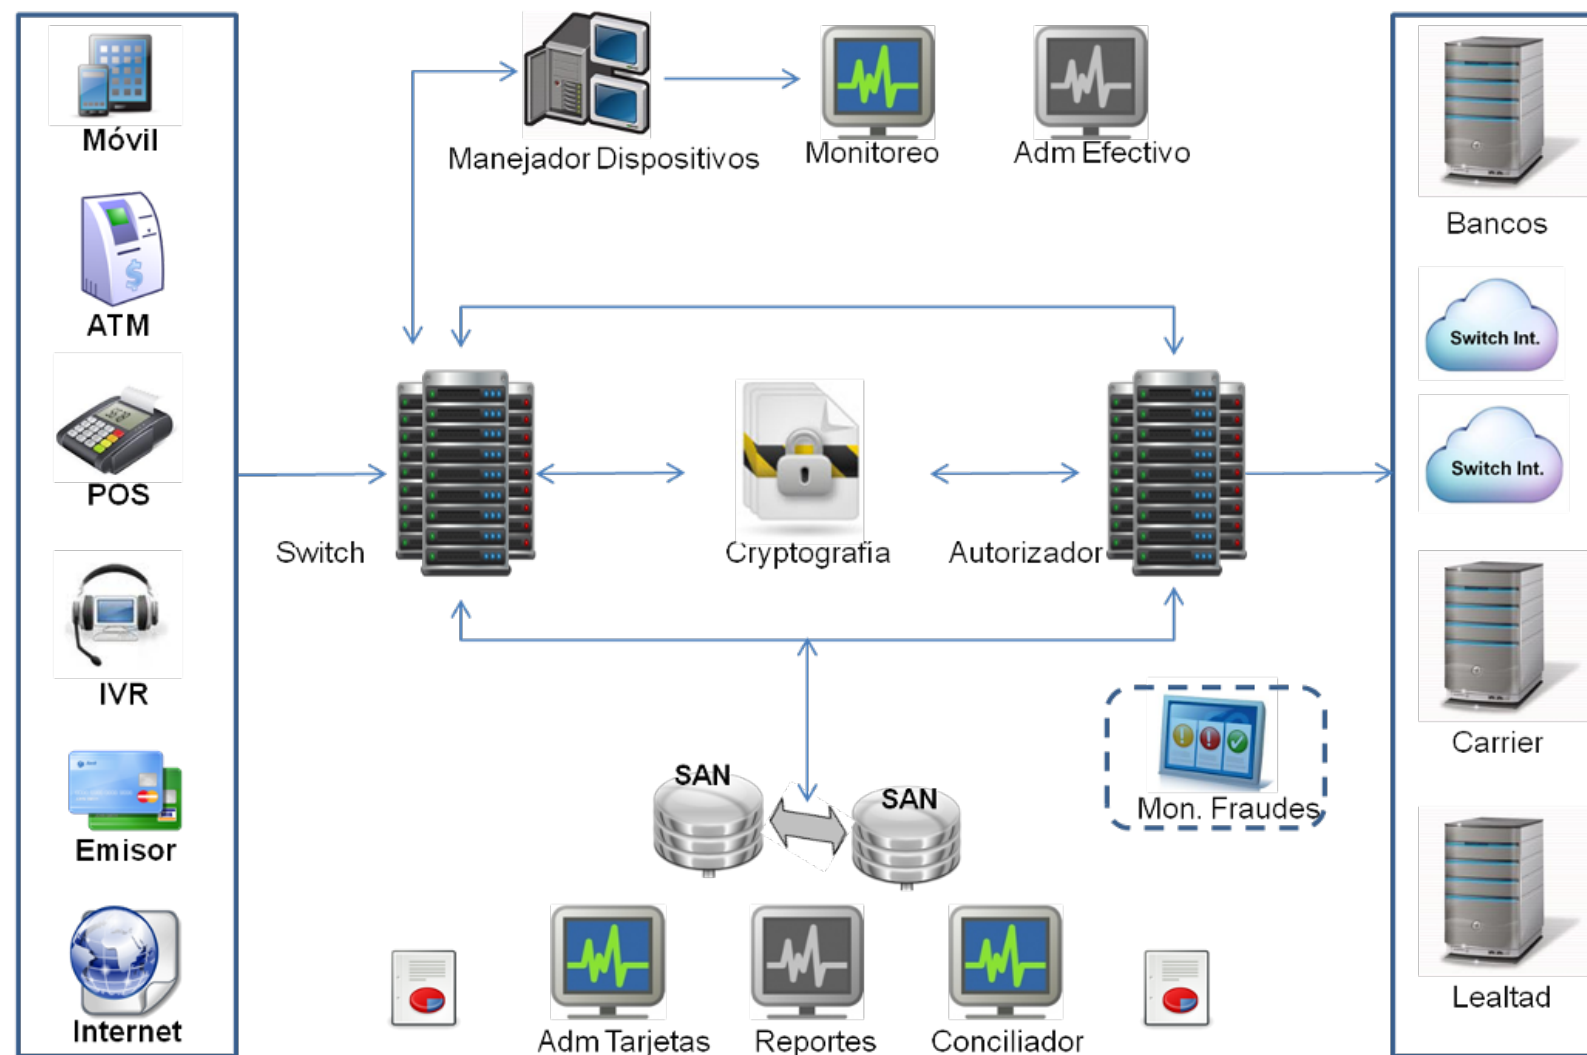 Móvil
ATM
POS
IVR
Emisor
Internet
Manejador Dispositivos
Monitoreo
Adm Efectivo
Switch
Cryptografía
Autorizador
SAN
SAN
Mon. Fraudes
Adm Tarjetas
Reportes
Conciliador
Bancos
Switch Int.
Switch Int.
Carrier
Lealtad